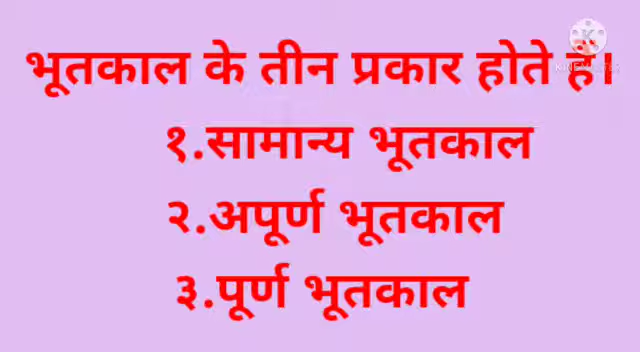 भूतकाल के तीन प्रकार होते हैं।
१.सामान्य भूतकाल
२.अपूर्ण भूतकाल
३.पूर्ण भूतकाल